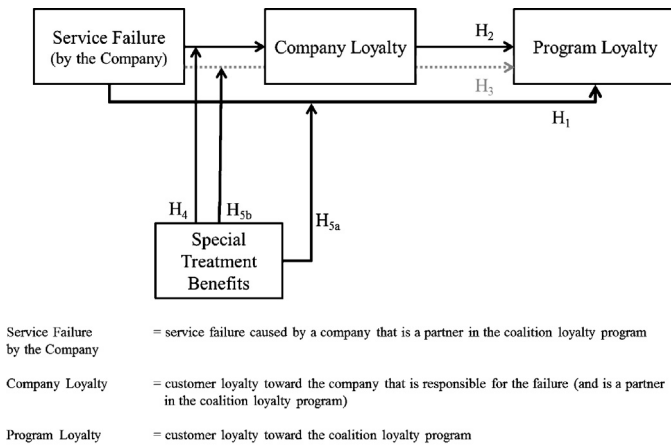 Service Failure
(by the Company)
Company Loyalty
H2
Program Loyalty
H3
H1
H4
H5b
H5a
Special
Treatment
Benefits
Service Failure
by the Company
= service failure caused by a company that is a partner in the coalition loyalty program
Company Loyalty
= customer loyalty toward the company that is responsible for the failure (and is a partner
in the coalition loyalty program)
Program Loyalty
= customer loyalty toward the coalition loyalty program